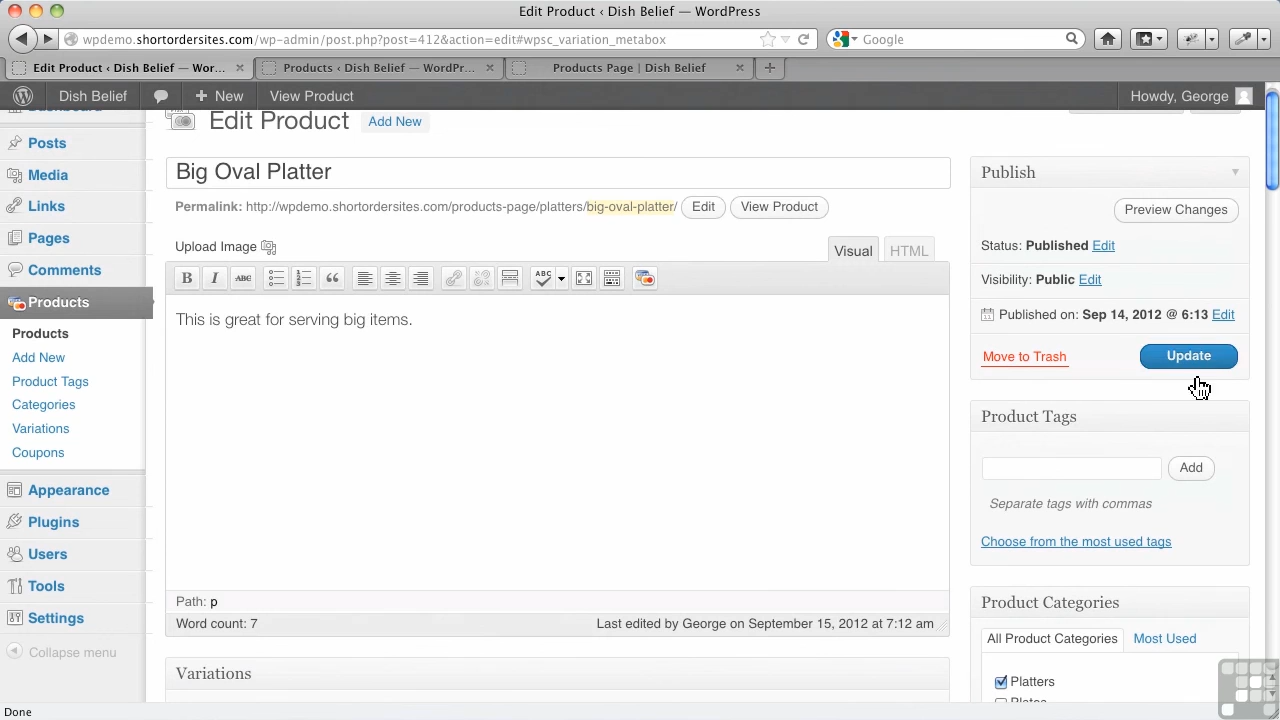 Edit Product ‹ Dish Belief — WordPress
wpdemo.shortordersites.com/wp-admin/post.php?post=412&action=edit#wpsc_variation_metabox
Google
Edit Product ‹ Dish Belief — Wor...
Products ‹ Dish Belief — WordPr...
Products Page | Dish Belief
Dish Belief
New
View Product
Howdy, George
Dashboard
Posts
Media
Links
Pages
Comments
Products
Products
Add New
Product Tags
Categories
Variations
Coupons
Appearance
Plugins
Users
Tools
Settings
Collapse menu
Edit Product
Add New
Big Oval Platter
Permalink: http://wpdemo.shortordersites.com/products-page/platters/big-oval-platter/
Edit
View Product
Upload Image
Visual
HTML
B
I
ABC
ABC
This is great for serving big items.
Path: p
Word count: 7
Last edited by George on September 15, 2012 at 7:12 am
Variations
Publish
Preview Changes
Status: Published Edit
Visibility: Public Edit
Published on: Sep 14, 2012 @ 6:13 Edit
Move to Trash
Update
Product Tags
Add
Separate tags with commas
Choose from the most used tags
Product Categories
All Product Categories
Most Used
Platters
Plates
Done